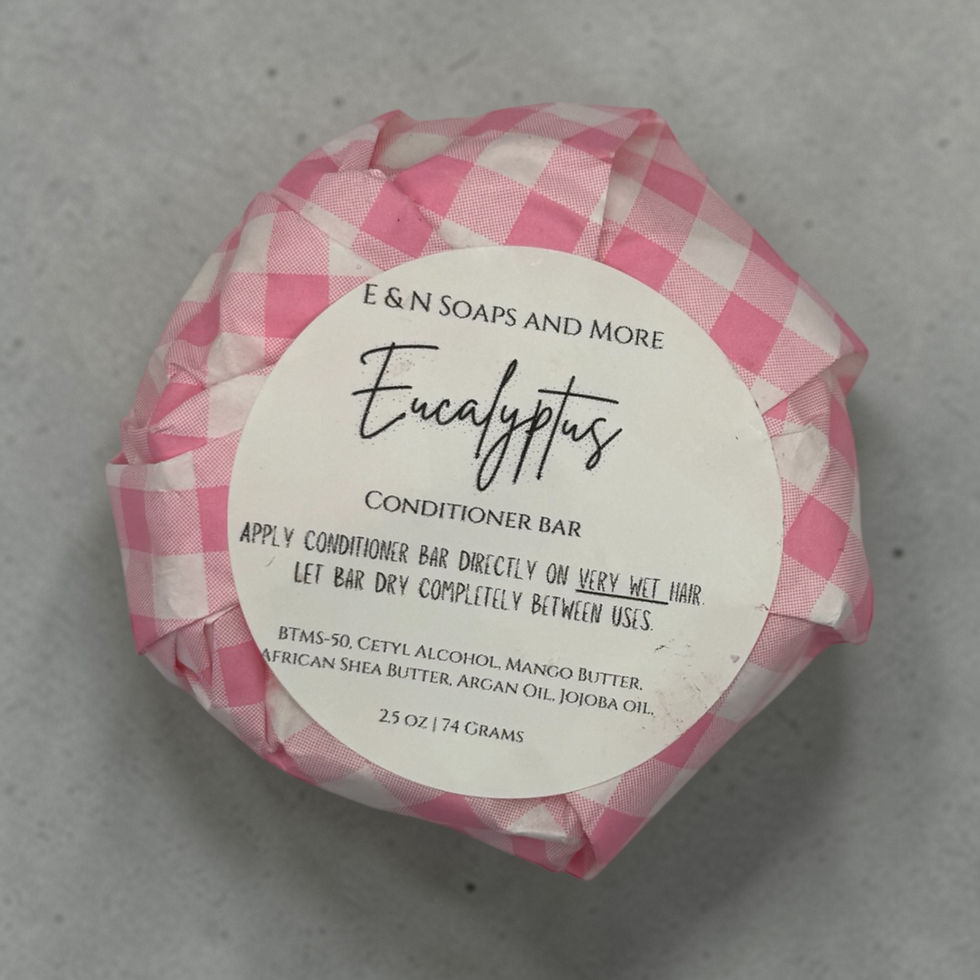 E & N Soaps and More
Eucalyptus
Conditioner bar
APPLY CONDITIONER BAR DIRECTLY ON VERY WET HAIR.
LET BAR DRY COMPLETELY BETWEEN USES.
BTMS-50, Cetyl Alcohol, Mango Butter,
African Shea Butter, Argan Oil, Jojoba Oil,
2.5 oz | 74 Grams